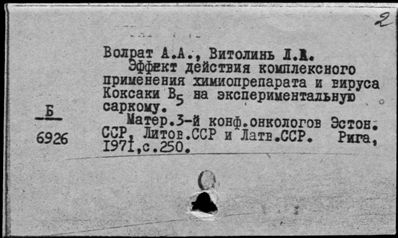 2
Волрат А.А., Витолинь Л.Я.
Эффект действия комплексного
применения химиопрепарата и вируса
Коксаки В5 на экспериментальную
саркому.
Матер.3-й конф.онкологов Эстон.
ССР, Литов.ССР и Латв.ССР. Рига,
1971,с.250.
Б
6926